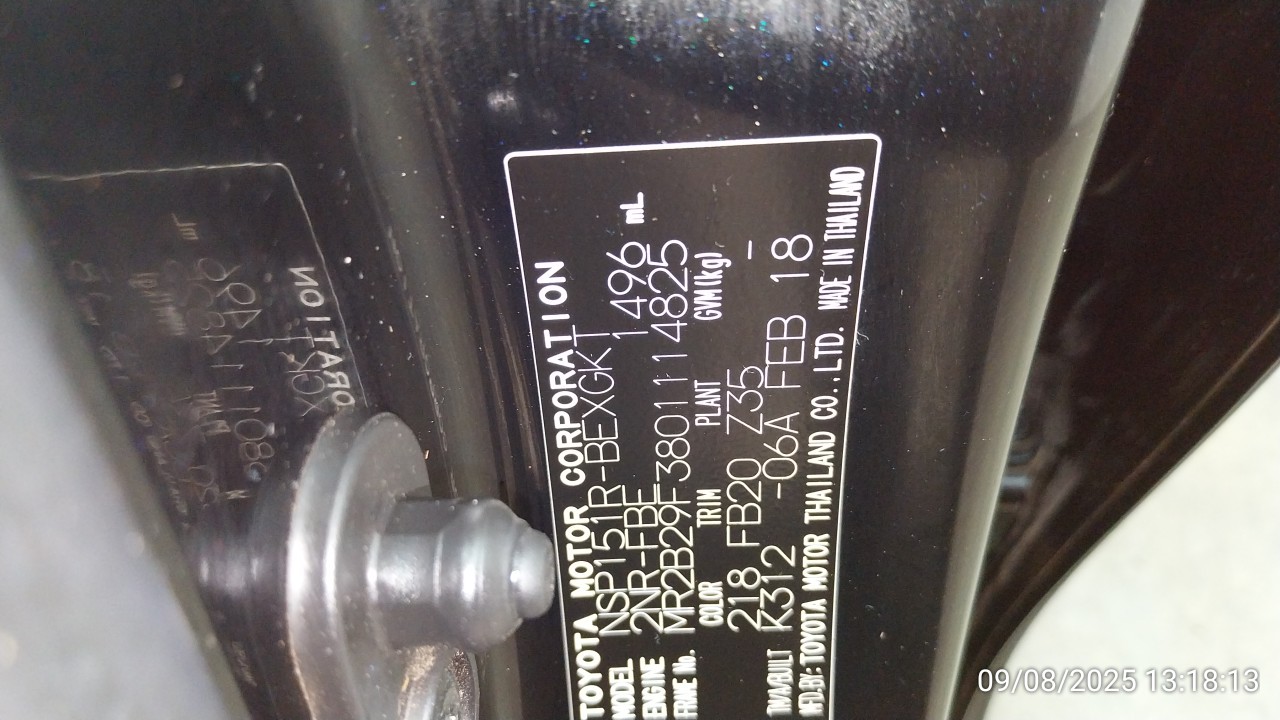 TOYOTA MOTOR CORPORATION
MODEL NSP151R-BEXGKT
ENGINE 2NR-FBE 1496 mL
FRAME No. MR2B29F3801114825
COLOR TRIM PLANT GVM(kg)
218 FB20 Z35 -
TM/A/BUILT K312 -06A FEB 18
MFD.BY:TOYOTA MOTOR THAILAND CO.,LTD. MADE IN THAILAND
09/08/2025 13:18:13